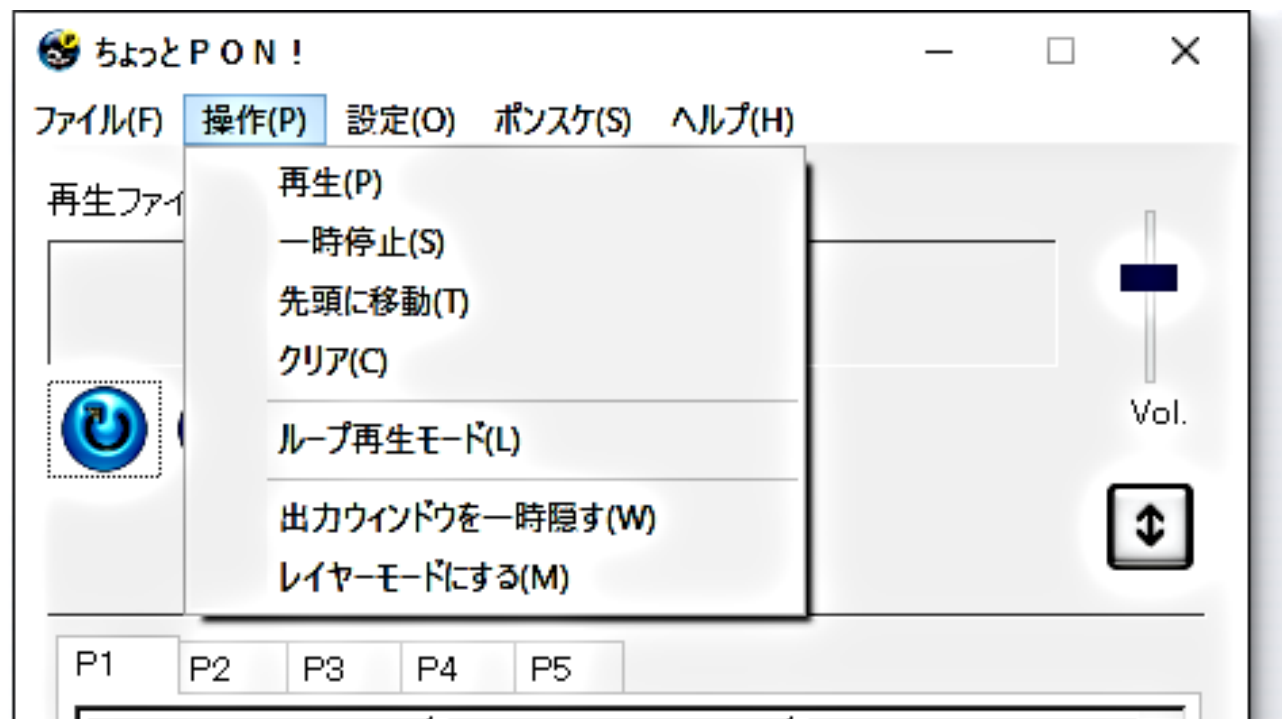 ちょっとＰＯＮ！
ファイル(F) 操作(P) 設定(O) ポンスケ(S) ヘルプ(H)
再生ファイ
再生(P)
一時停止(S)
先頭に移動(T)
クリア(C)
ループ再生モード(L)
出力ウィンドウを一時隠す(W)
レイヤーモードにする(M)
Vol.
P1 P2 P3 P4 P5